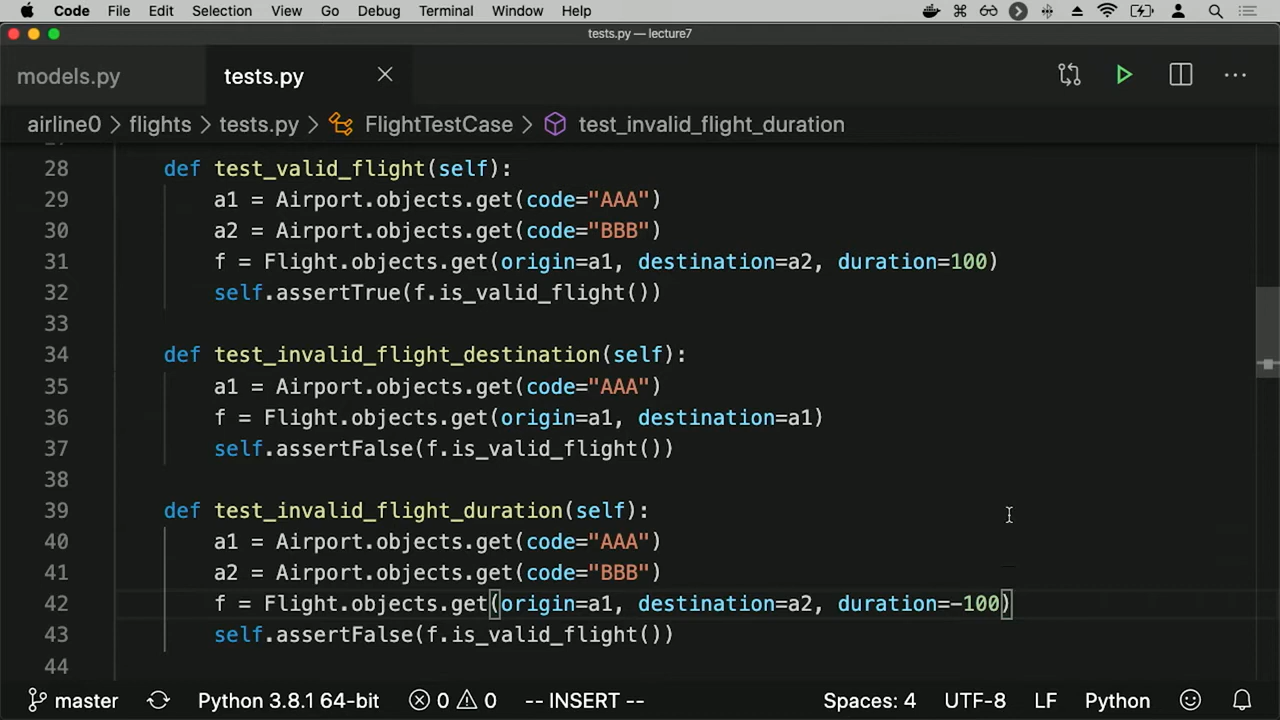 Code File Edit Selection View Go Debug Terminal Window Help
tests.py — lecture7
models.py tests.py
airline0 > flights > tests.py > FlightTestCase > test_invalid_flight_duration
28 def test_valid_flight(self):
29 a1 = Airport.objects.get(code="AAA")
30 a2 = Airport.objects.get(code="BBB")
31 f = Flight.objects.get(origin=a1, destination=a2, duration=100)
32 self.assertTrue(f.is_valid_flight())
33
34 def test_invalid_flight_destination(self):
35 a1 = Airport.objects.get(code="AAA")
36 f = Flight.objects.get(origin=a1, destination=a1)
37 self.assertFalse(f.is_valid_flight())
38
39 def test_invalid_flight_duration(self):
40 a1 = Airport.objects.get(code="AAA")
41 a2 = Airport.objects.get(code="BBB")
42 f = Flight.objects.get(origin=a1, destination=a2, duration=-100)
43 self.assertFalse(f.is_valid_flight())
44
master Python 3.8.1 64-bit 0 0 -- INSERT -- Spaces: 4 UTF-8 LF Python